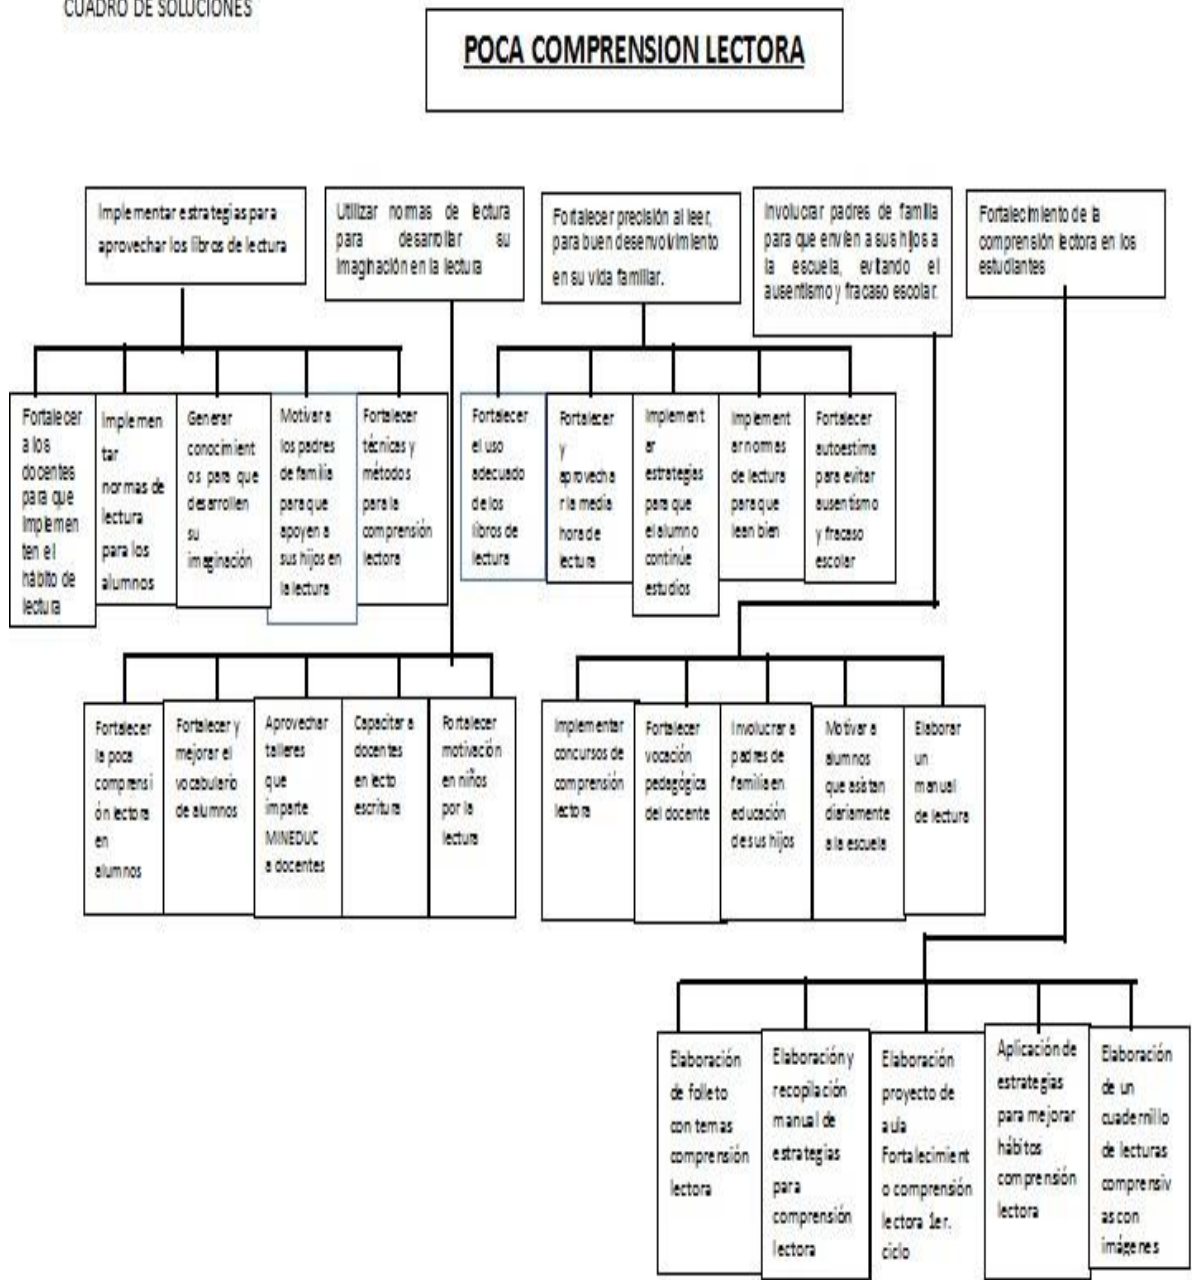 CUADRO DE SOLUCIONES
POCA COMPRENSION LECTORA
Implementar estrategias para
aprovechar los libros de lectura
Utilizar normas de lectura
para desarrollar su
imaginación en la lectura
Fortalecer precisión al leer,
para buen desenvolvimiento
en su vida familiar.
Involucrar padres de familia
para que envíen a sus hijos a
la escuela, evitando el
ausentismo y fracaso escolar.
Fortalecimiento de la
comprensión lectora en los
estudiantes
Fortalecer
a los
docentes
para que
implemen
ten el
hábito de
lectura
Implemen
tar
normas de
lectura
para los
alumnos
Generar
conocimient
os para que
desarrollen
su
imaginación
Motivar a
los padres
de familia
para que
apoyen a
sus hijos en
la lectura
Fortalecer
técnicas y
métodos
para la
comprensión
lectora
Fortalecer
el uso
adecuado
de los
libros de
lectura
Fortalecer
y
aprovecha
r la media
hora de
lectura
Implement
ar
estrategias
para que
el alumno
continúe
estudios
Implement
ar normas
de lectura
para que
lean bien
Fortalecer
autoestima
para evitar
ausentismo
y fracaso
escolar
Fortalecer
la poca
comprensi
ón lectora
en
alumnos
Fortalecer y
mejorar el
vocabulario
de alumnos
Aprovechar
talleres
que
imparte
MINEDUC
a docentes
Capacitar a
docentes
en lecto
escritura
Fortalecer
motivación
en niños
por la
lectura
Implementar
concursos de
comprensión
lectora
Fortalecer
vocación
pedagógica
del docente
Involucrar a
padres de
familia en
educación
de sus hijos
Motivar a
alumnos
que asistan
diariamente
a la escuela
Elaborar
un
manual
de lectura
Elaboración
de folleto
con temas
comprensión
lectora
Elaboración y
recopilación
manual de
estrategias
para
comprensión
lectora
Elaboración
proyecto de
aula
Fortalecimient
o comprensión
lectora 1er.
ciclo
Aplicación de
estrategias
para mejorar
hábitos
comprensión
lectora
Elaboración
de un
cuadernillo
de lecturas
comprensiv
as con
imágenes